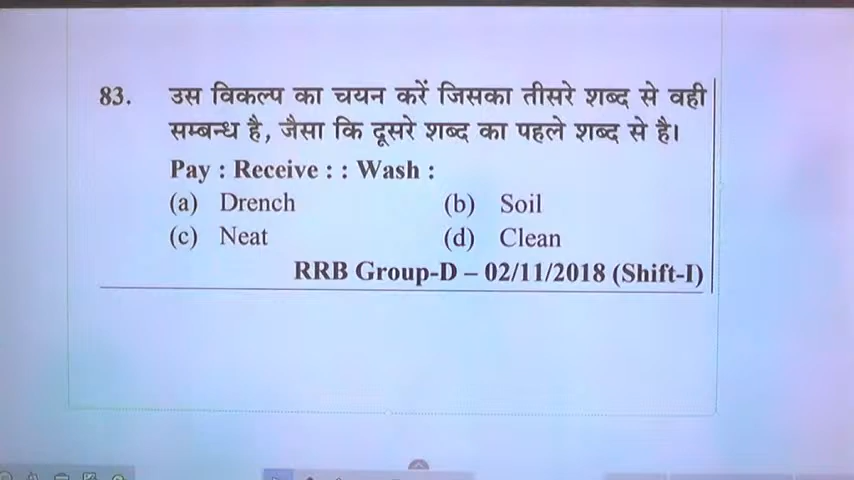 83. उस विकल्प का चयन करें जिसका तीसरे शब्द से वही
सम्बन्ध है, जैसा कि दूसरे शब्द का पहले शब्द से है।
Pay : Receive : : Wash :
(a) Drench (b) Soil
(c) Neat (d) Clean
RRB Group-D – 02/11/2018 (Shift-I)